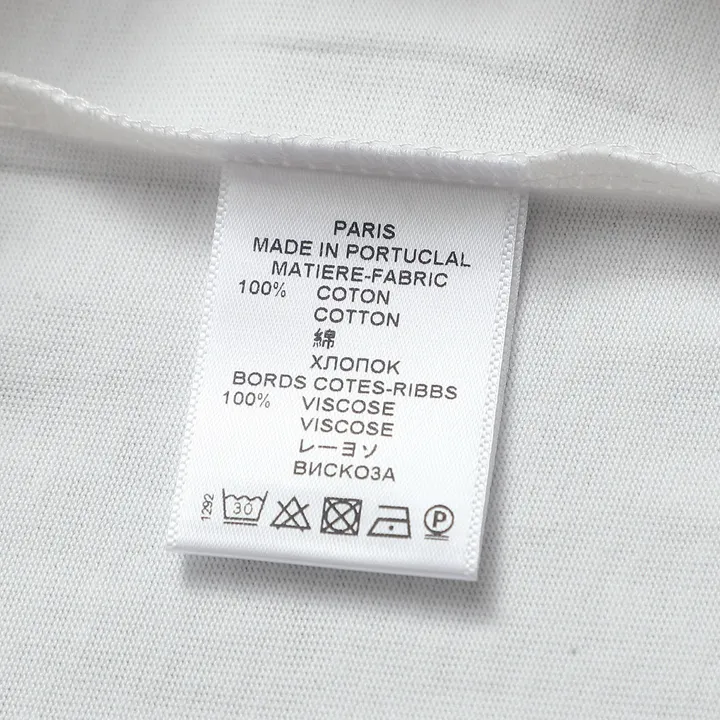 PARIS
MADE IN PORTUCLAL
MATIERE-FABRIC
100% COTON
COTTON
綿
ХЛОПОК
BORDS COTES-RIBBS
100% VISCOSE
VISCOSE
レーヨソ
ВИСКОЗА
1292 30 P